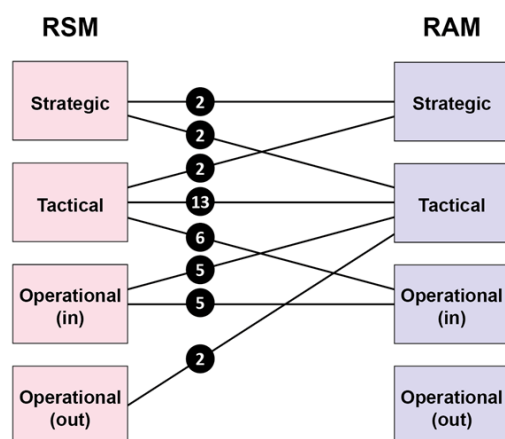 RSM RAM
Strategic 2 Strategic
2
2
Tactical 13 Tactical
6
5
Operational
(in) 5 Operational
(in)
2
Operational
(out) Operational
(out)